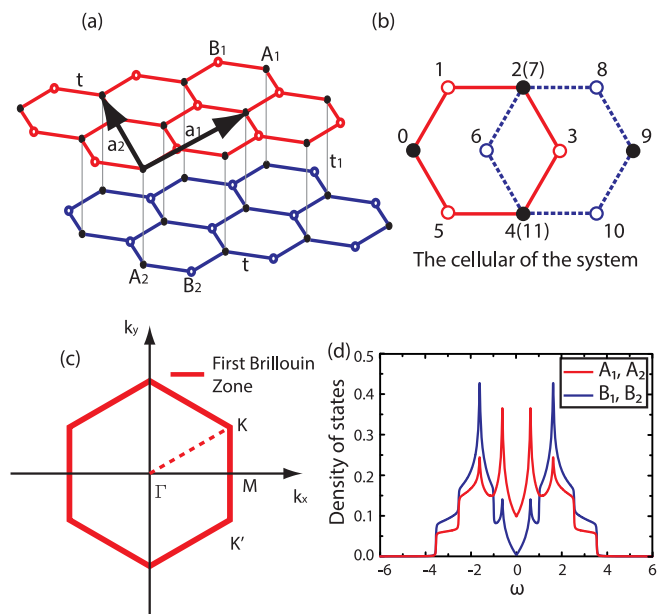 (a)
B1
A1
t
a1
a2
t1
A2
B2
t
(b)
1
2(7)
8
0
6
3
9
5
4(11)
10
The cellular of the system
(c)
ky
First Brillouin
Zone
K
Γ
M
kx
K′
(d)
0.5
0.4
0.3
0.2
0.1
0.0
Density of states
A1, A2
B1, B2
-6 -4 -2 0 2 4 6
ω